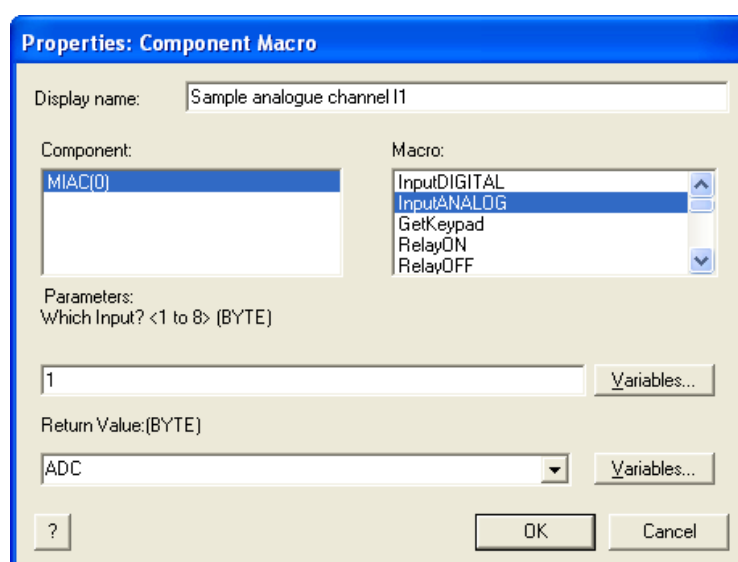 Properties: Component Macro
Display name: Sample analogue channel I1
Component: Macro:
MIAC(0)
InputDIGITAL
InputANALOG
GetKeypad
RelayON
RelayOFF
Parameters:
Which Input? <1 to 8> (BYTE)
1 Variables...
Return Value:(BYTE)
ADC Variables...
? OK Cancel